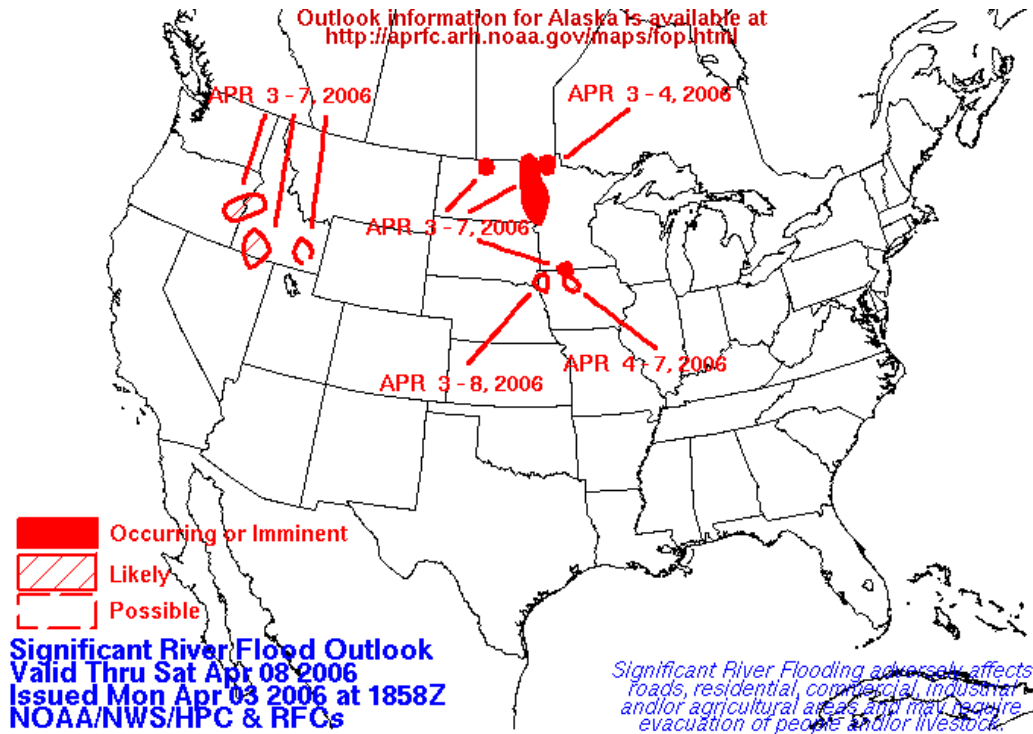 Outlook information for Alaska is available at
http://aprfc.arh.noaa.gov/maps/fop.html
APR 3 - 7, 2006
APR 3 - 4, 2006
APR 3 - 7, 2006
APR 4 - 7, 2006
APR 3 - 8, 2006
Occurring or Imminent
Likely
Possible
Significant River Flood Outlook
Valid Thru Sat Apr 08 2006
Issued Mon Apr 03 2006 at 1858Z
NOAA/NWS/HPC & RFCs
Significant River Flooding adversely affects
roads, residential, commercial, industrial
and/or agricultural areas and may require
evacuation of people and/or livestock.